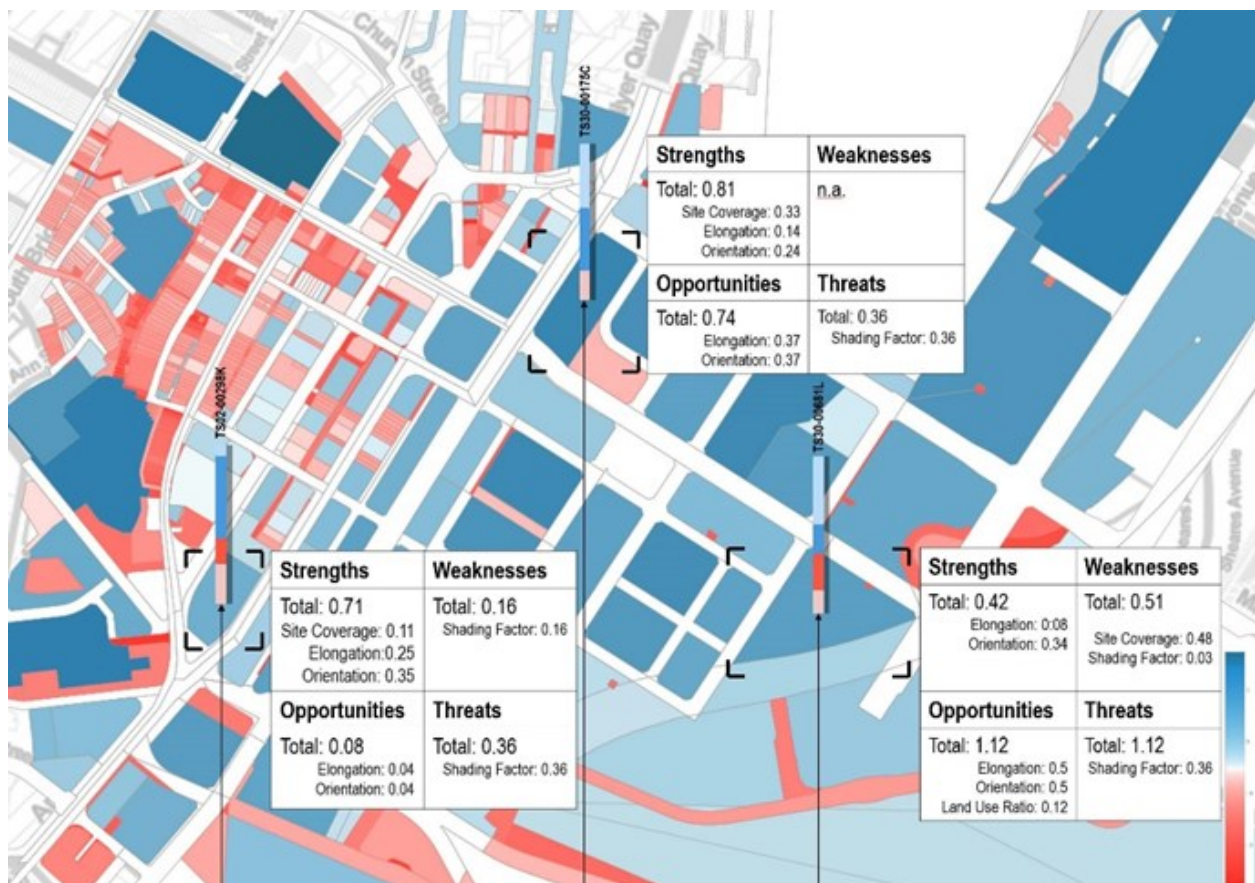 Church Street
Quay
TS30-00175C
Strengths
Weaknesses
Total: 0.81
n.a.
Site Coverage: 0.33
Elongation: 0.14
Orientation: 0.24
Opportunities
Threats
Total: 0.74
Total: 0.36
Elongation: 0.37
Shading Factor: 0.36
Orientation: 0.37
TS02-00298K
Strengths
Weaknesses
Total: 0.71
Total: 0.16
Site Coverage: 0.11
Shading Factor: 0.16
Elongation:0.25
Orientation: 0.35
Opportunities
Threats
Total: 0.08
Total: 0.36
Elongation: 0.04
Shading Factor: 0.36
Orientation: 0.04
Strengths
Weaknesses
Total: 0.42
Total: 0.51
Elongation: 0:08
Orientation: 0.34
Site Coverage: 0.48
Shading Factor: 0.03
Opportunities
Threats
Total: 1.12
Total: 1.12
Elongation: 0.5
Shading Factor: 0.36
Orientation: 0.5
Land Use Ratio: 0.12
Sheares Avenue